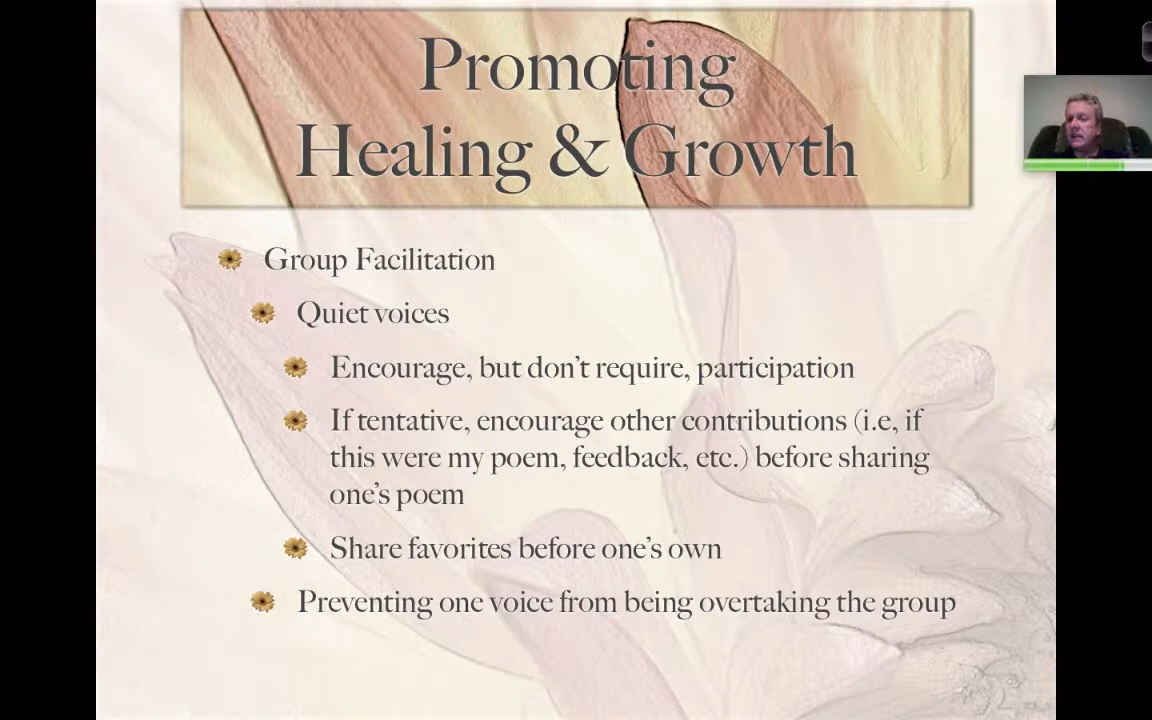 Promoting
Healing & Growth
Group Facilitation
Quiet voices
Encourage, but don't require, participation
If tentative, encourage other contributions (i.e, if
this were my poem, feedback, etc.) before sharing
one's poem
Share favorites before one's own
Preventing one voice from being overtaking the group